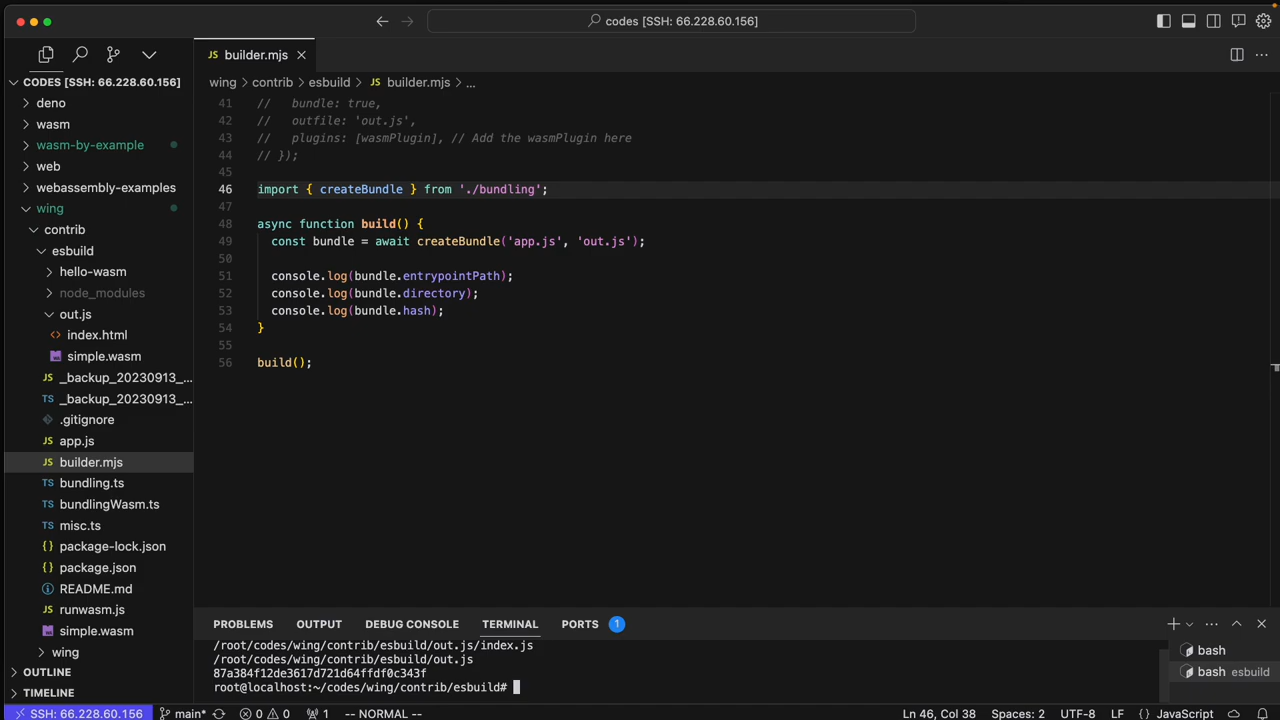 codes [SSH: 66.228.60.156]
JS builder.mjs
CODES [SSH: 66.228.60.156]
deno
wasm
wasm-by-example
web
webassembly-examples
wing
contrib
esbuild
hello-wasm
node_modules
out.js
<> index.html
simple.wasm
JS _backup_20230913_...
TS _backup_20230913_...
.gitignore
JS app.js
JS builder.mjs
TS bundling.ts
TS bundlingWasm.ts
TS misc.ts
{} package-lock.json
{} package.json
README.md
JS runwasm.js
simple.wasm
wing
OUTLINE
TIMELINE
wing > contrib > esbuild > JS builder.mjs > ...
41 //   bundle: true,
42 //   outfile: 'out.js',
43 //   plugins: [wasmPlugin], // Add the wasmPlugin here
44 // });
45
46 import { createBundle } from './bundling';
47
48 async function build() {
49   const bundle = await createBundle('app.js', 'out.js');
50
51   console.log(bundle.entrypointPath);
52   console.log(bundle.directory);
53   console.log(bundle.hash);
54 }
55
56 build();
PROBLEMS OUTPUT DEBUG CONSOLE TERMINAL PORTS 1
/root/codes/wing/contrib/esbuild/out.js/index.js
/root/codes/wing/contrib/esbuild/out.js
87a384f12de3617d721d64ffdf0c343f
root@localhost:~/codes/wing/contrib/esbuild#
bash
bash esbuild
SSH: 66.228.60.156 main* 0 0 1 -- NORMAL -- Ln 46, Col 38 Spaces: 2 UTF-8 LF {} JavaScript